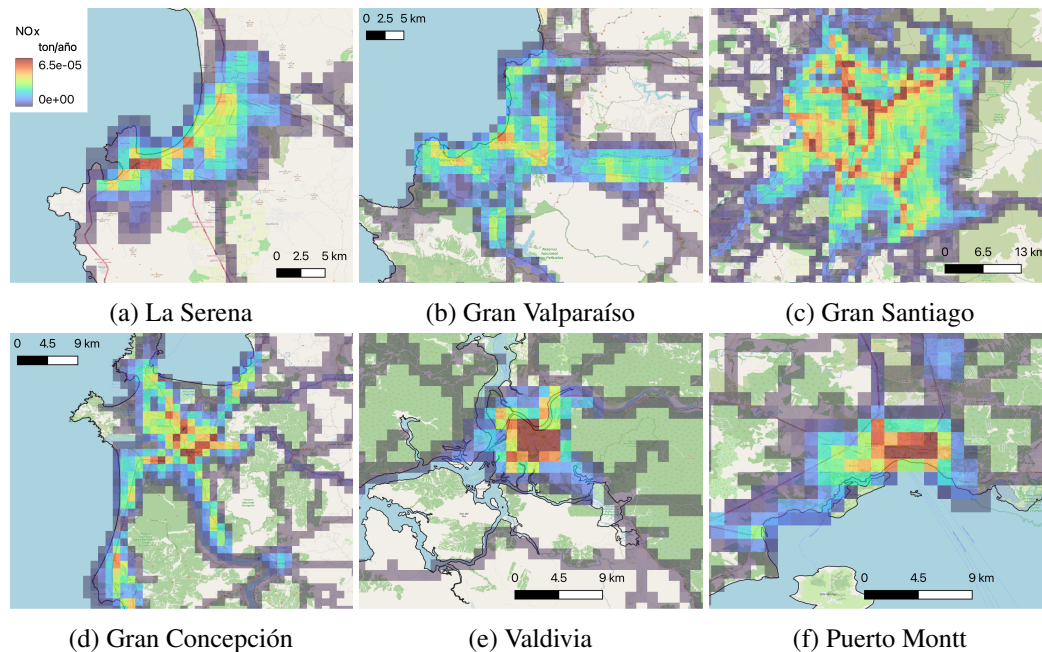 NOx
ton/año
6.5e-05
0e+00
0 2.5 5 km
0 2.5 5 km
0 6.5 13 km
(a) La Serena
(b) Gran Valparaíso
(c) Gran Santiago
0 4.5 9 km
0 4.5 9 km
0 4.5 9 km
(d) Gran Concepción
(e) Valdivia
(f) Puerto Montt